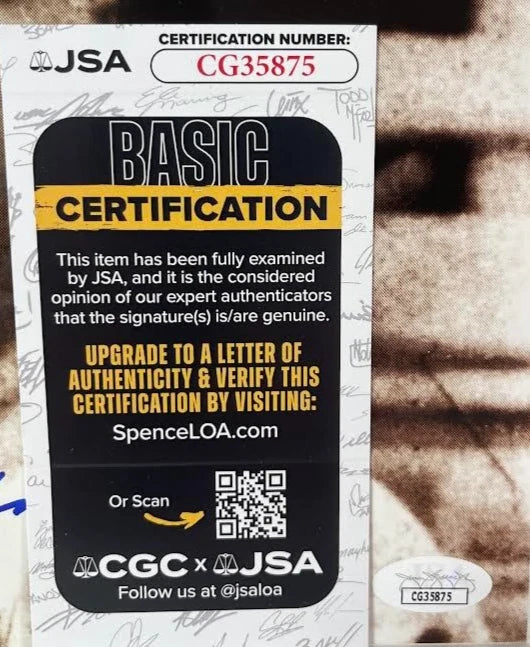 JSA
CERTIFICATION NUMBER:
CG35875
BASIC
CERTIFICATION
This item has been fully examined
by JSA, and it is the considered
opinion of our expert authenticators
that the signature(s) is/are genuine.
UPGRADE TO A LETTER OF
AUTHENTICITY & VERIFY THIS
CERTIFICATION BY VISITING:
SpenceLOA.com
Or Scan
CGC x JSA
Follow us at @jsaloa
CG35875